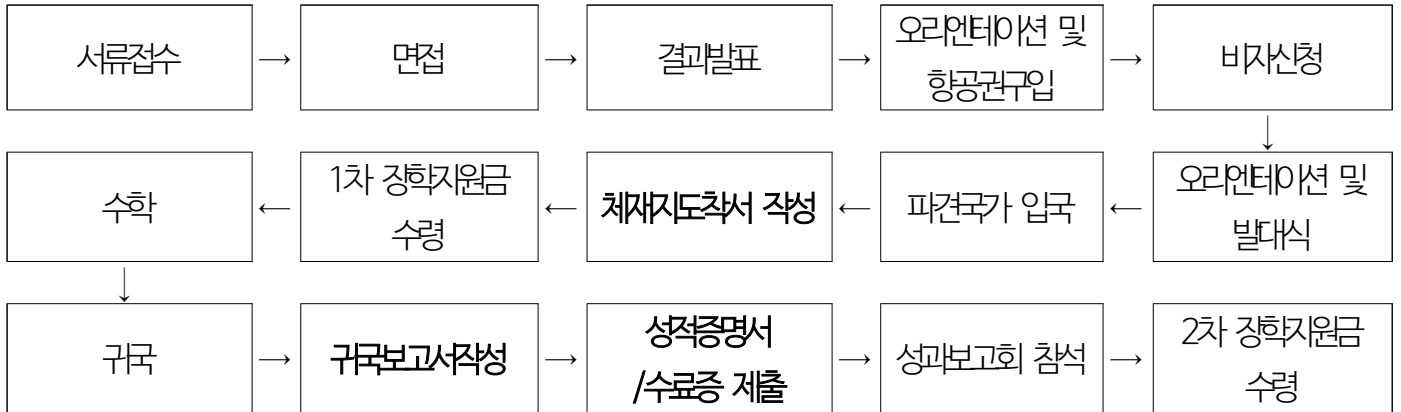 서류접수 → 면접 → 결과발표 → 오리엔테이션 및
항공권구입 → 비자신청
↓
오리엔테이션 및
발대식 ← 파견국가 입국 ← 체재지도착서 작성 ← 1차 장학지원금
수령 ← 수학
↓
귀국 → 귀국보고서작성 → 성적증명서
/수료증 제출 → 성과보고회 참석 → 2차 장학지원금
수령